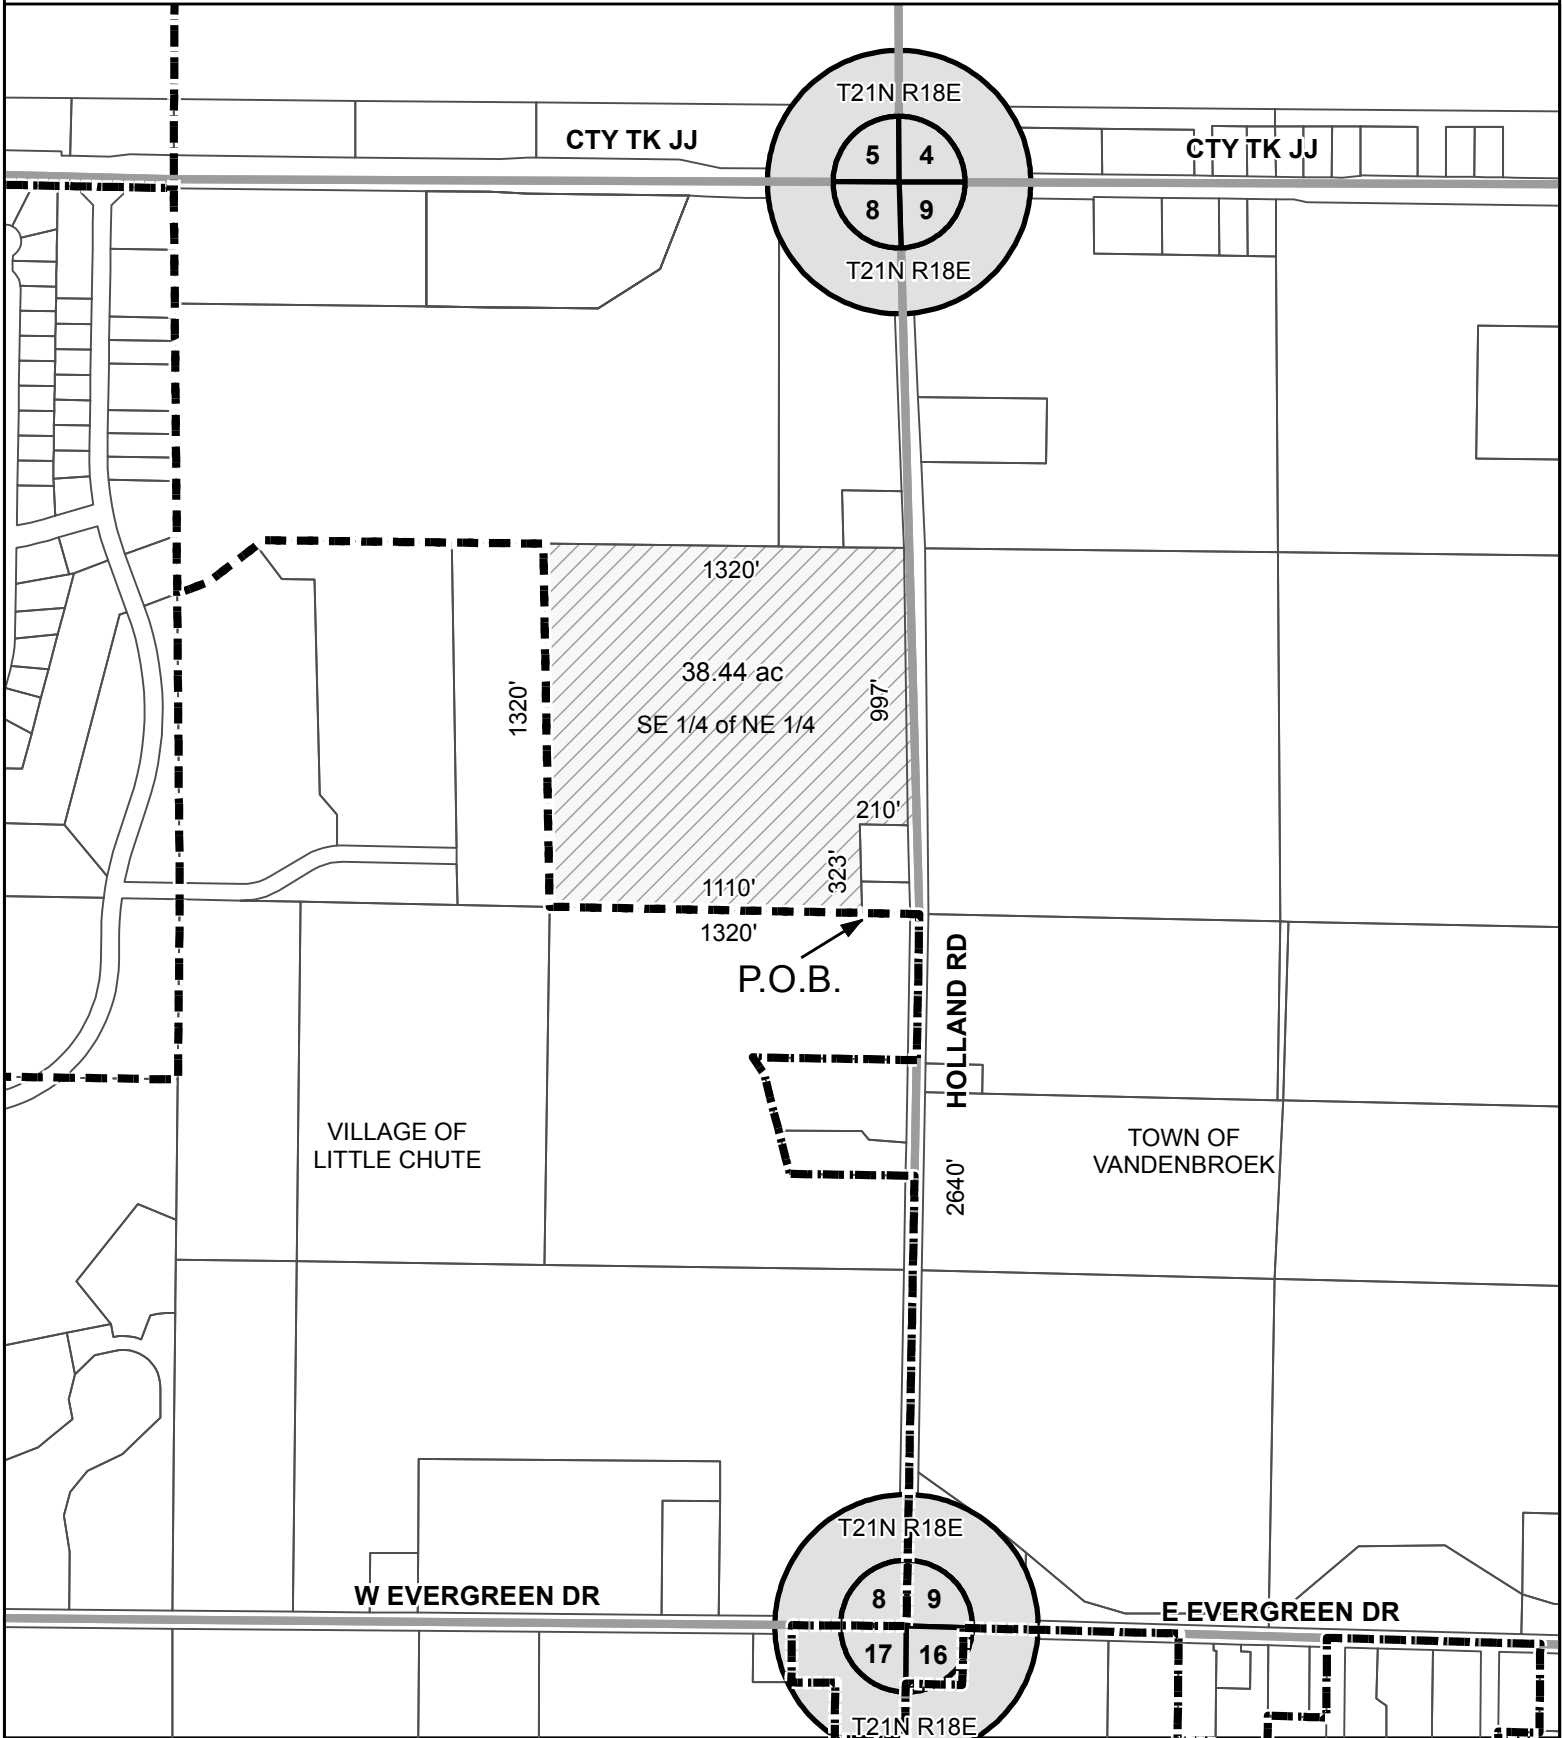 T21N R18E
CTY TK JJ
CTY TK JJ
5
4
8
9
T21N R18E
1320'
38.44 ac
1320'
997'
SE 1/4 of NE 1/4
210'
323'
1110'
1320'
P.O.B.
HOLLAND RD
VILLAGE OF
LITTLE CHUTE
TOWN OF
VANDENBROEK
2640'
T21N R18E
W EVERGREEN DR
8
9
E EVERGREEN DR
17
16
T21N R18E